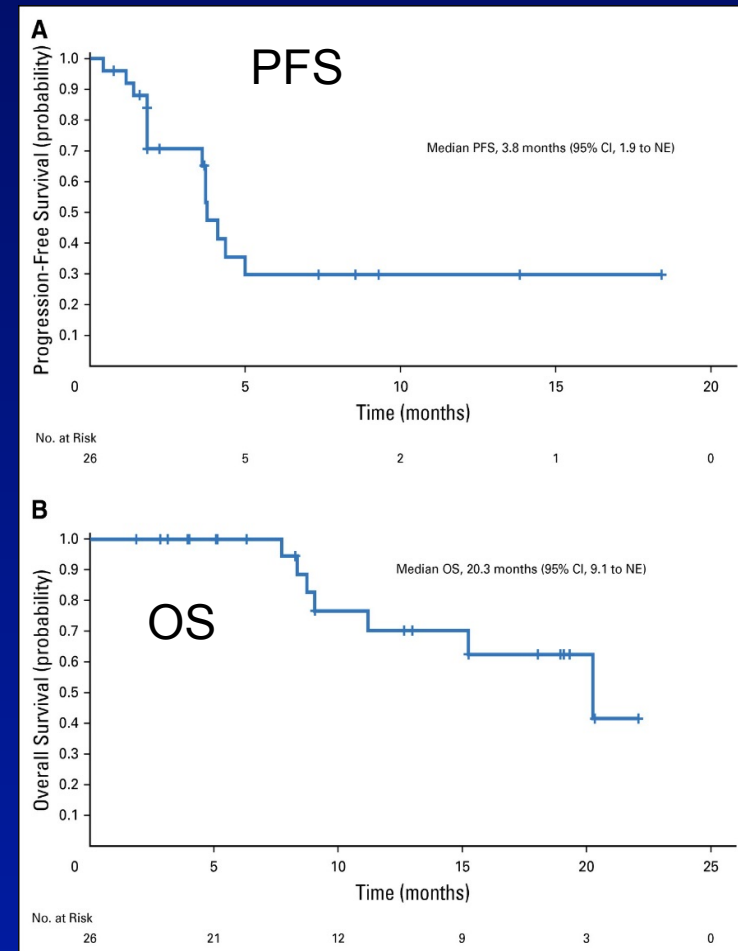 A
PFS
Progression-Free Survival (probability)
1.0
0.9
0.8
0.7
0.6
0.5
0.4
0.3
0.2
0.1
Median PFS, 3.8 months (95% CI, 1.9 to NE)
0 5 10 15 20
Time (months)
No. at Risk
26 5 2 1 0
B
OS
Overall Survival (probability)
1.0
0.9
0.8
0.7
0.6
0.5
0.4
0.3
0.2
0.1
Median OS, 20.3 months (95% CI, 9.1 to NE)
0 5 10 15 20 25
Time (months)
No. at Risk
26 21 12 9 3 0